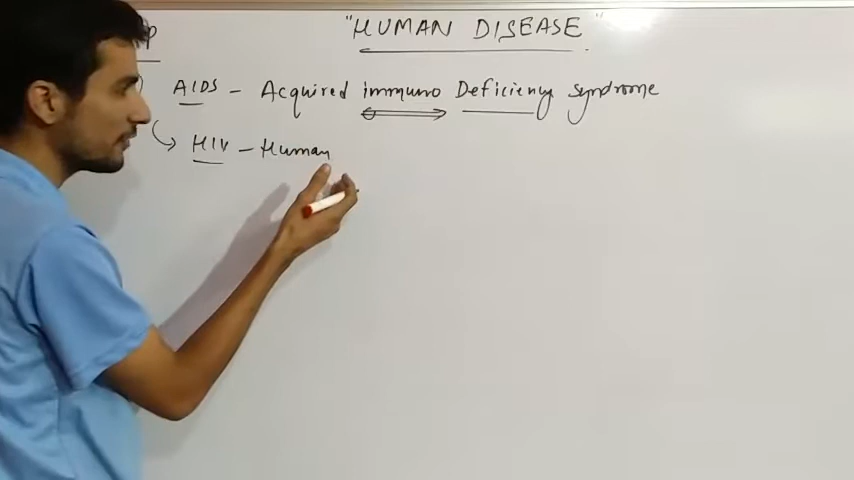 "HUMAN DISEASE"
AIDS - Acquired immuno Deficiency syndrome
HIV - Human